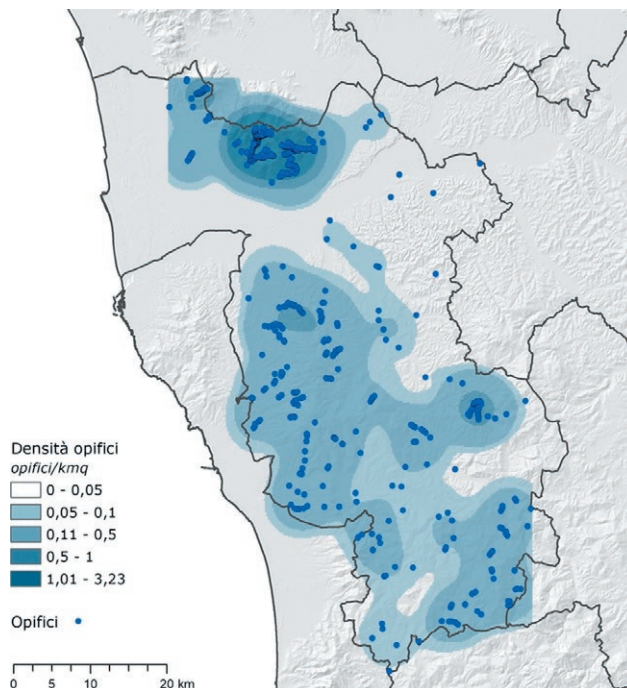 Densità opifici
opifici/kmq
0 - 0,05
0,05 - 0,1
0,11 - 0,5
0,5 - 1
1,01 - 3,23
Opifici
0 5 10 20 km